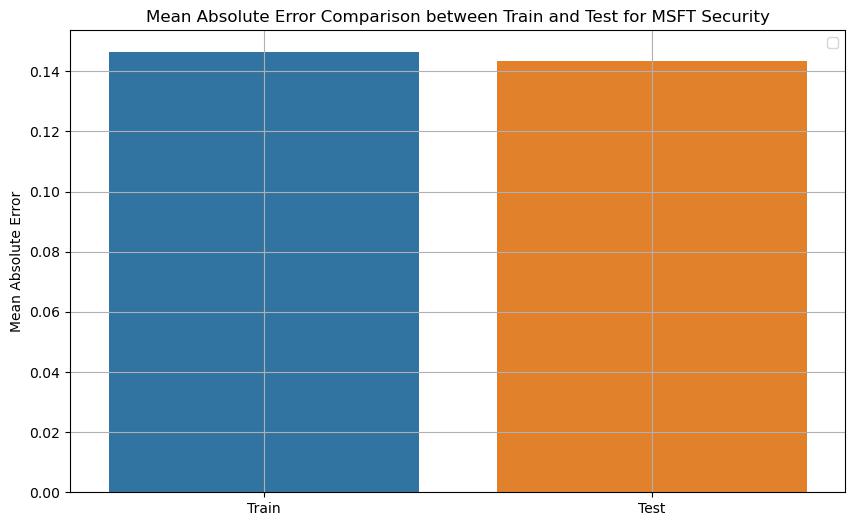 Mean Absolute Error Comparison between Train and Test for MSFT Security
Mean Absolute Error
0.14
0.12
0.10
0.08
0.06
0.04
0.02
0.00
Train
Test